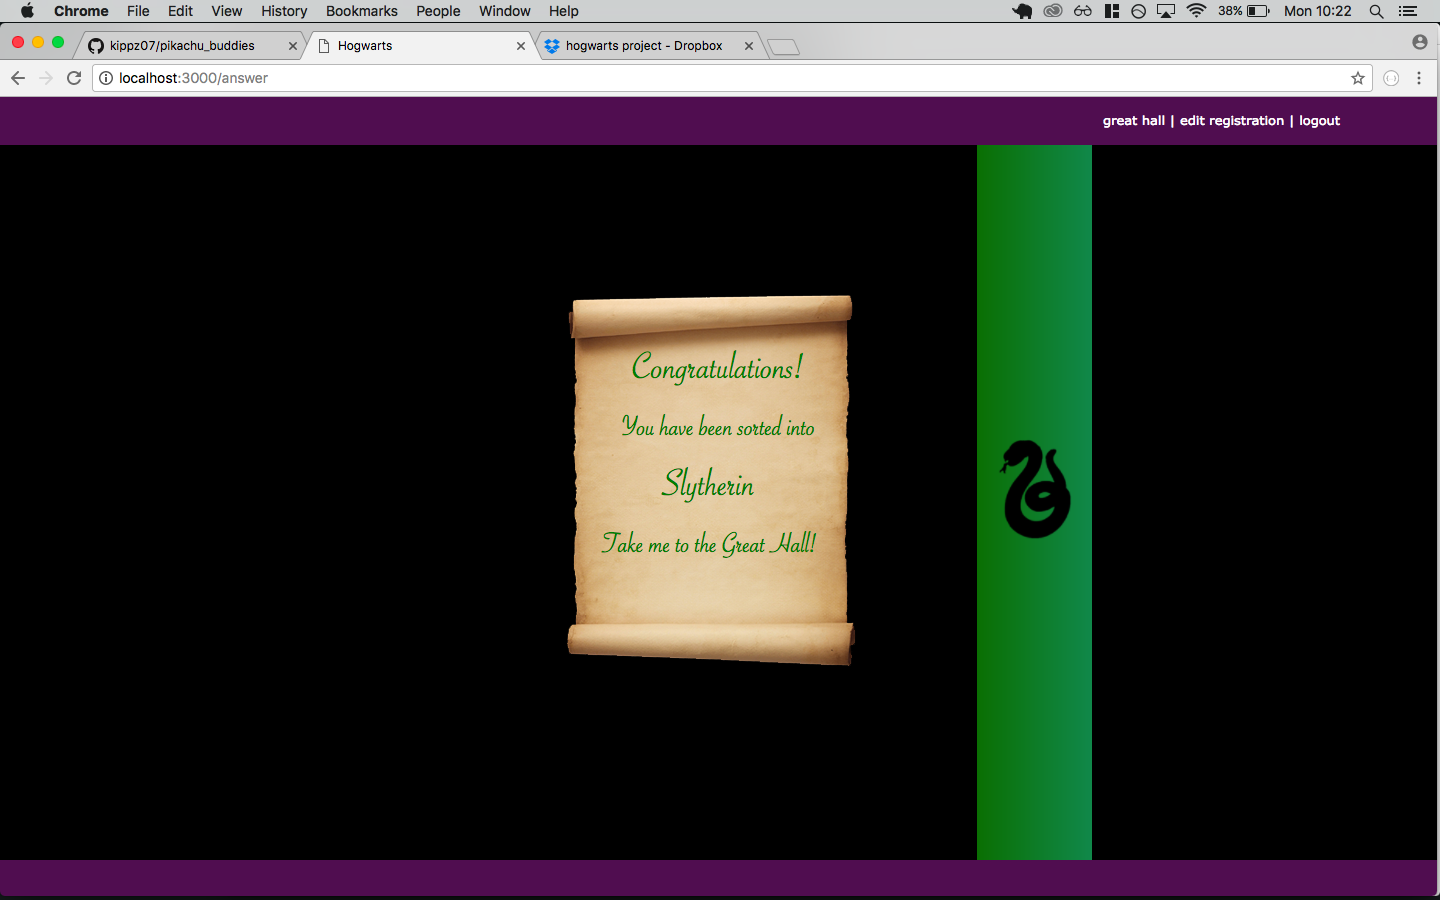 Chrome File Edit View History Bookmarks People Window Help 38% Mon 10:22
kippz07/pikachu_buddies Hogwarts hogwarts project - Dropbox
localhost:3000/answer
great hall | edit registration | logout
Congratulations!
You have been sorted into
Slytherin
Take me to the Great Hall!